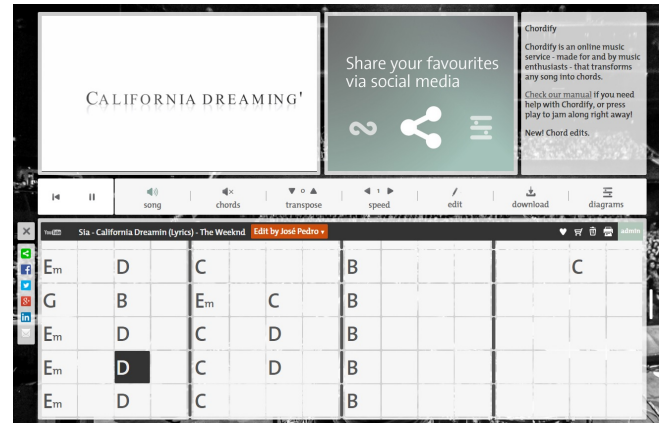 CALIFORNIA DREAMING'
Share your favourites
via social media
Chordify
Chordify is an online music
service - made for and by music
enthusiasts - that transforms
any song into chords.
Check our manual if you need
help with Chordify, or press
play to jam along right away!
New! Chord edits.
song
chords
0
transpose
1
speed
edit
download
diagrams
YouTube Sia - California Dreamin (Lyrics) - The Weeknd Edit by José Pedro admin
Em D C B C
G B Em C B
Em D C D B
Em D C D B
Em D C B